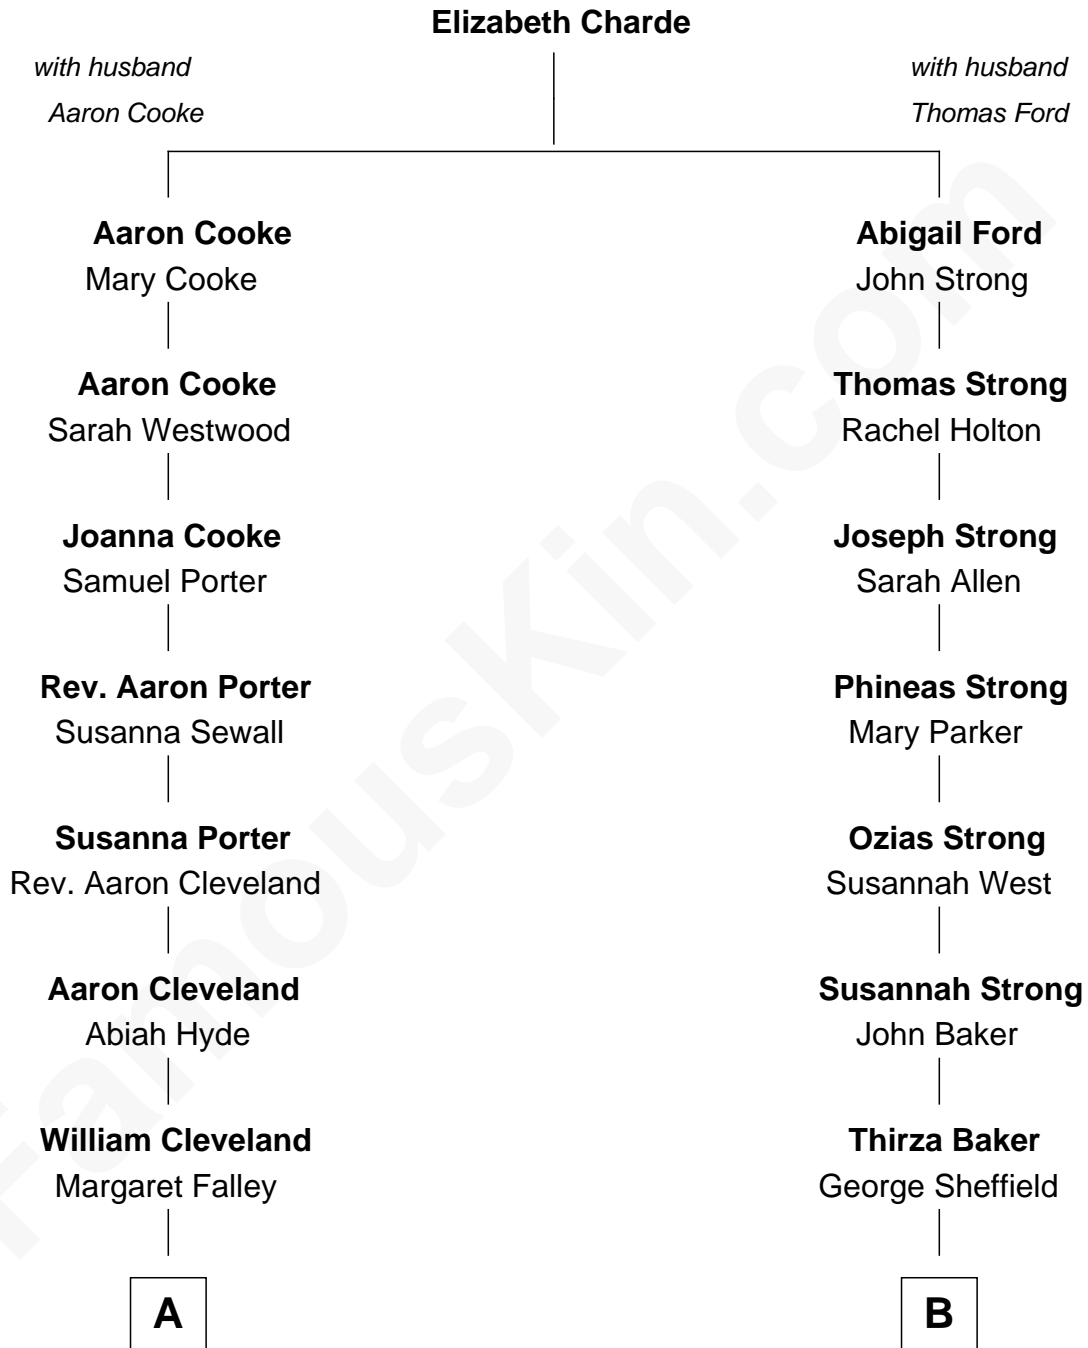 Elizabeth Charde
with husband
Aaron Cooke
with husband
Thomas Ford
Aaron Cooke
Mary Cooke
Abigail Ford
John Strong
Aaron Cooke
Sarah Westwood
Thomas Strong
Rachel Holton
Joanna Cooke
Samuel Porter
Joseph Strong
Sarah Allen
Rev. Aaron Porter
Susanna Sewall
Phineas Strong
Mary Parker
Susanna Porter
Rev. Aaron Cleveland
Ozias Strong
Susannah West
Aaron Cleveland
Abiah Hyde
Susannah Strong
John Baker
William Cleveland
Margaret Falley
Thirza Baker
George Sheffield
A
B
FamousKin.com